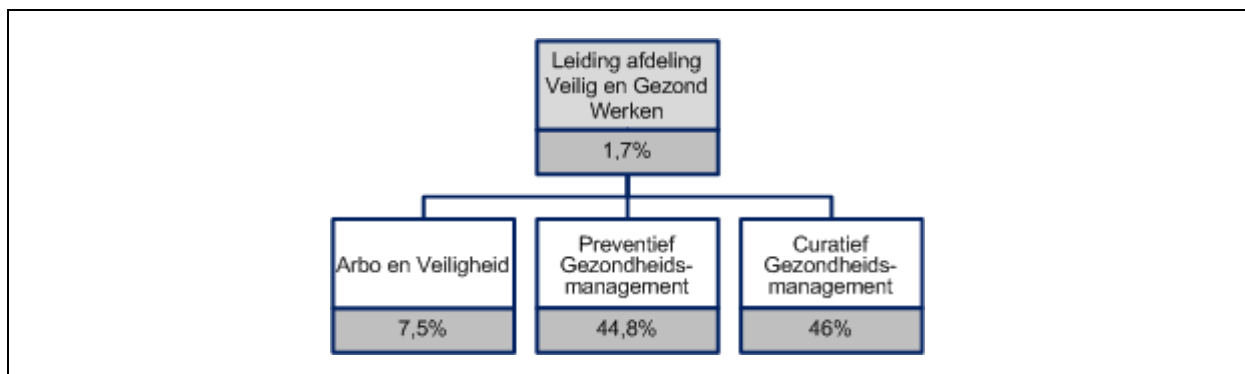 Leiding afdeling
Veilig en Gezond
Werken
1,7%
Arbo en Veiligheid
7,5%
Preventief
Gezondheids-
management
44,8%
Curatief
Gezondheids-
management
46%